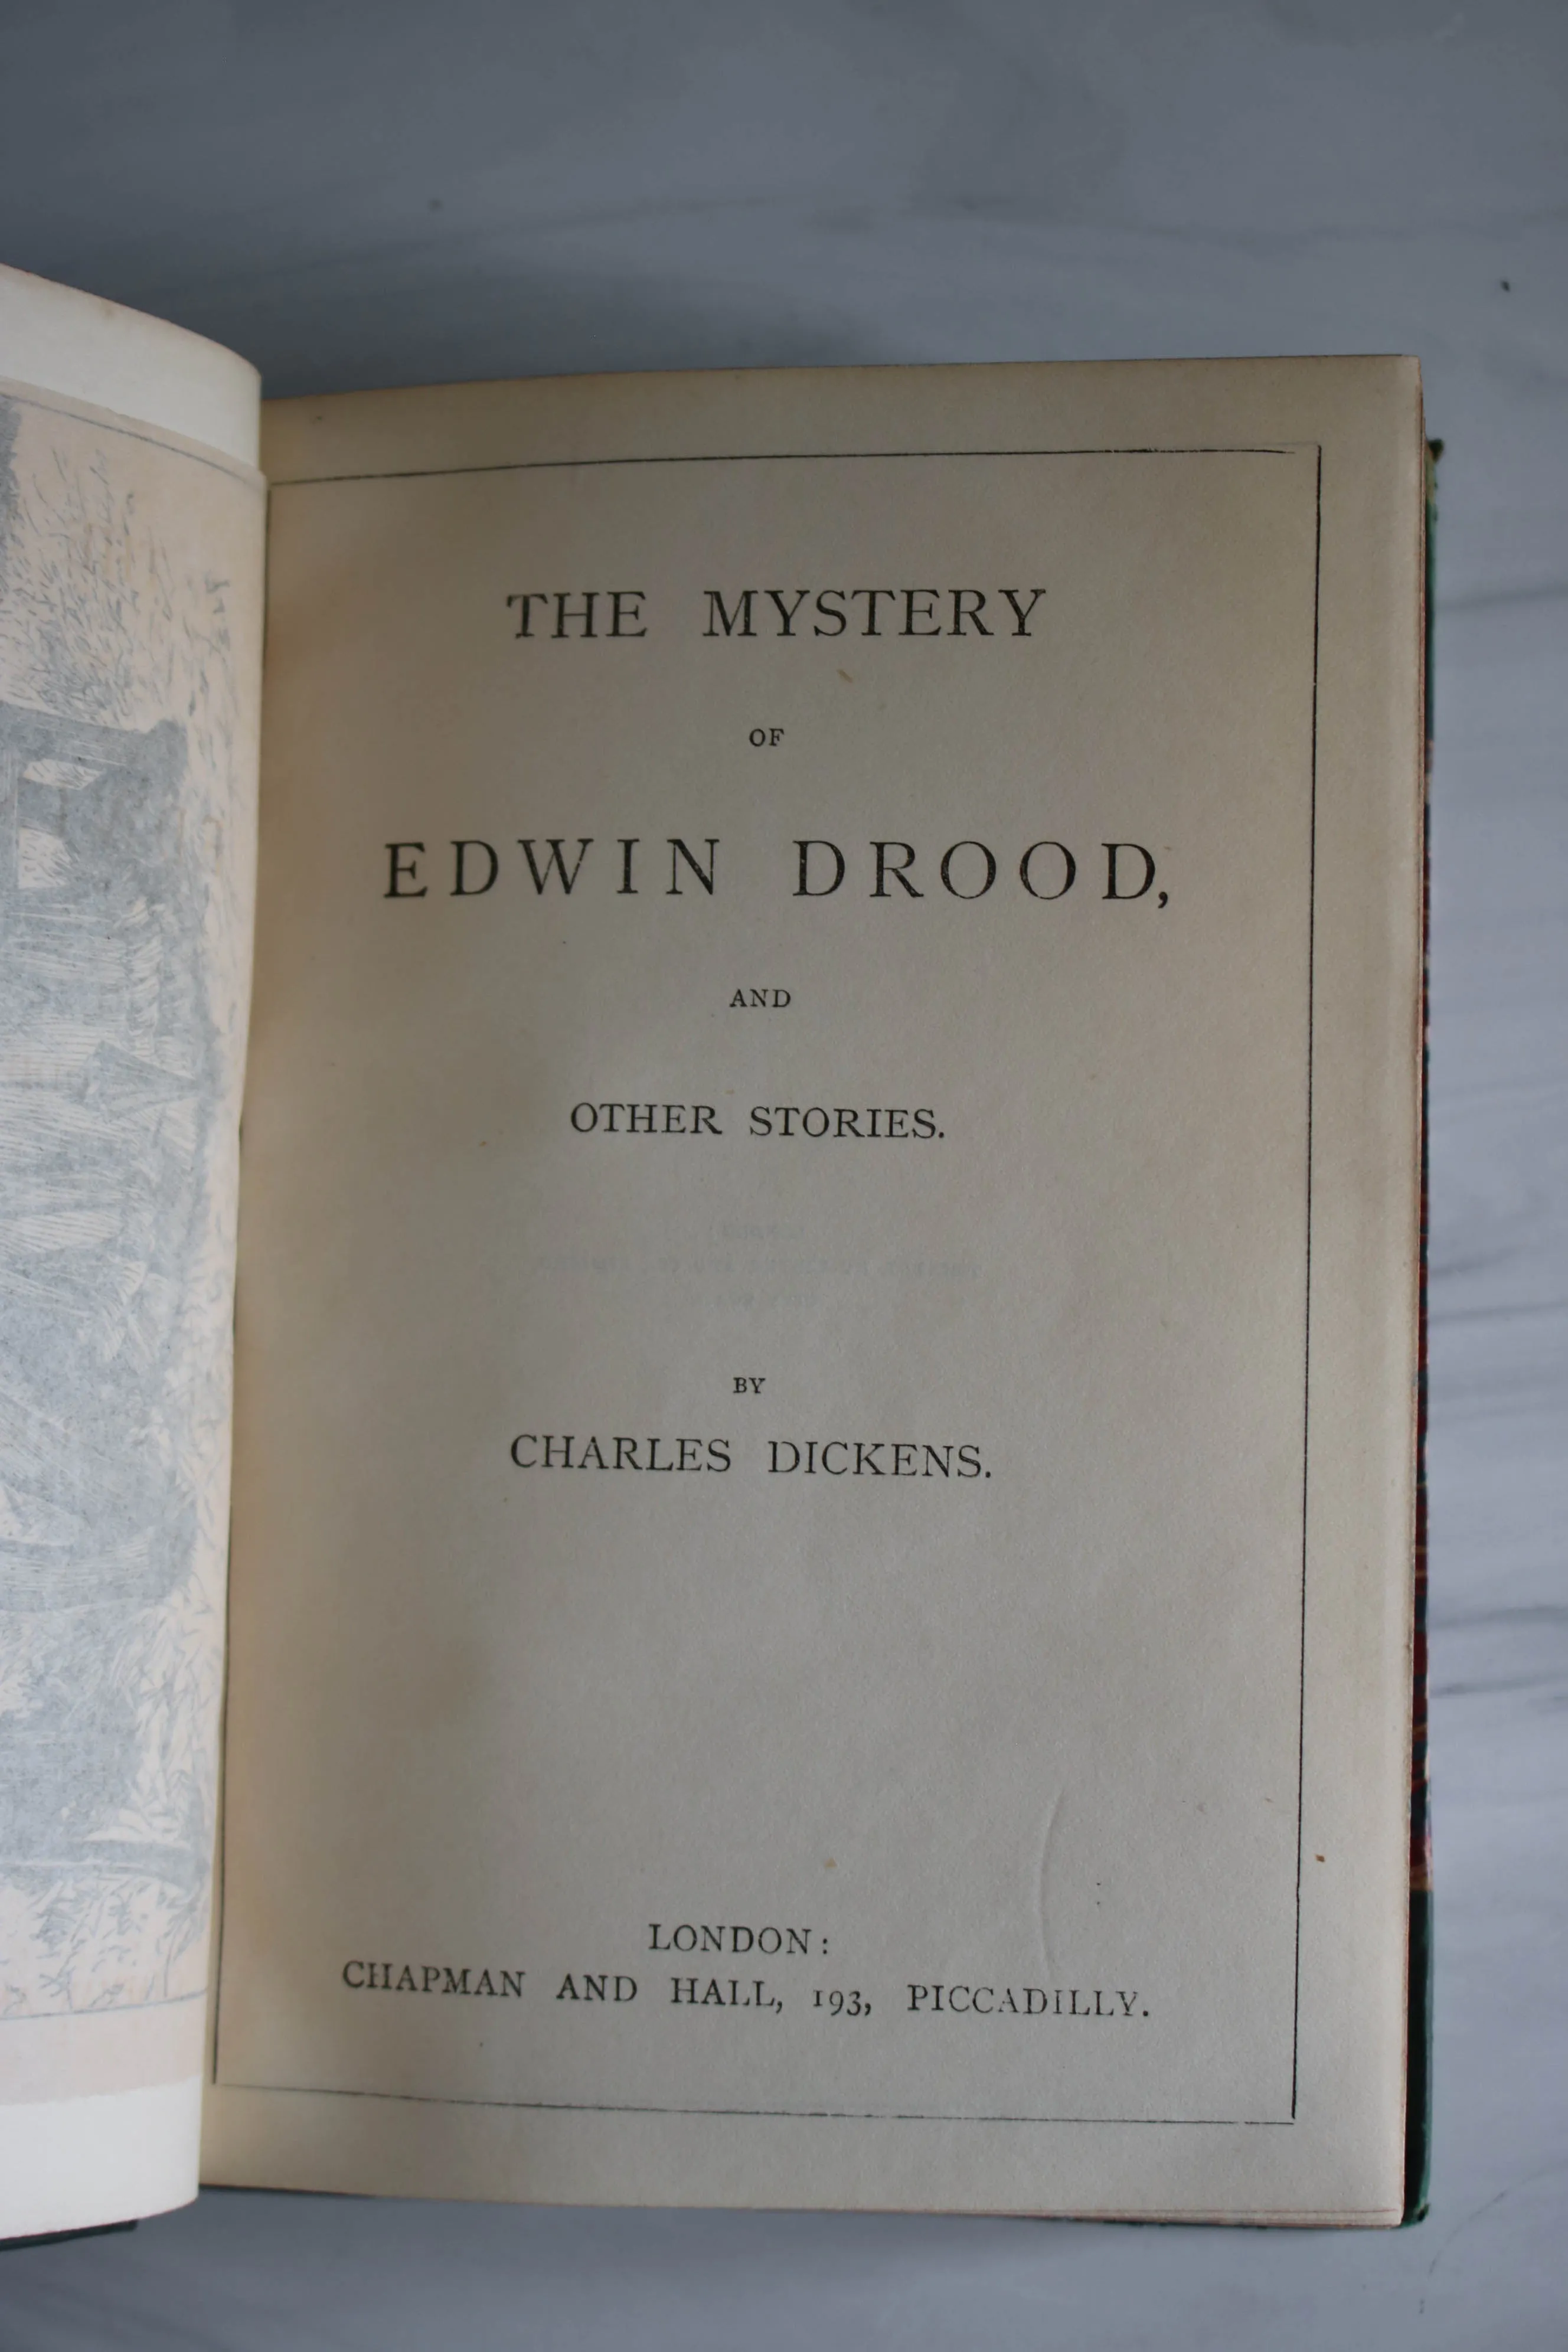 THE MYSTERY
OF
EDWIN DROOD,
AND
OTHER STORIES.
BY
CHARLES DICKENS.
LONDON:
CHAPMAN AND HALL, 193, PICCADILLY.